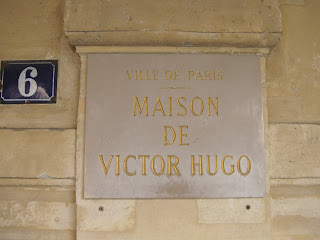 6
VILLE DE PARIS
MAISON
DE
VICTOR HUGO